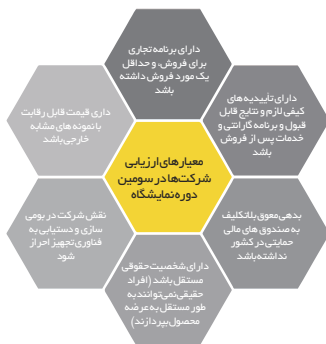 دارای برنامه تجاری
برای فروش، و حداقل
یک مورد فروش داشته
باشد
دارای تأییدیه های
کیفی لازم و نتایج قابل
قبول و برنامه گارانتی و
خدمات پس از فروش
باشد
داری قیمت قابل رقابت
با نمونه های مشابه
خارجی باشد
معیارهای ارزیابی
شرکت‌ها در سومین
دوره نمایشگاه
بدهی معوق بلاتکلیف
به صندوق های مالی
حمایتی در کشور
نداشته باشد
نقش شرکت در بومی
سازی و دستیابی به
فناوری تجهیز احراز
شود
دارای شخصیت حقوقی
مستقل باشد (افراد
حقیقی نمی‌توانند به
طور مستقل به عرضه
محصول بپردازند)